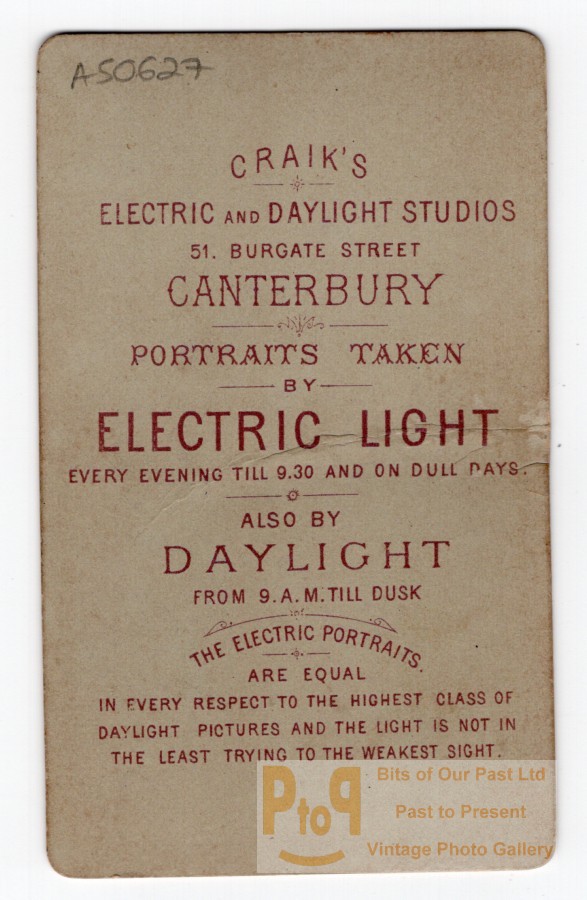 A50627
CRAIK'S
ELECTRIC AND DAYLIGHT STUDIOS
51. BURGATE STREET
CANTERBURY
PORTRAITS TAKEN
BY
ELECTRIC LIGHT
EVERY EVENING TILL 9.30 AND ON DULL DAYS.
ALSO BY
DAYLIGHT
FROM 9. A.M. TILL DUSK
THE ELECTRIC PORTRAITS.
ARE EQUAL
IN EVERY RESPECT TO THE HIGHEST CLASS OF
DAYLIGHT PICTURES AND THE LIGHT IS NOT IN
THE LEAST TRYING TO THE WEAKEST SIGHT.
PtoP
Bits of Our Past Ltd
Past to Present
Vintage Photo Gallery